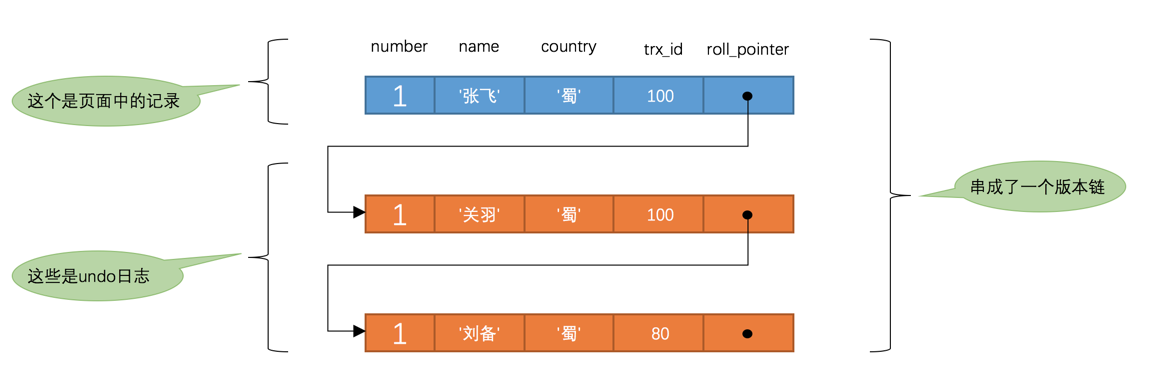 number name country trx_id roll_pointer
这个是页面中的记录
1 '张飞' '蜀' 100
串成了一个版本链
1 '关羽' '蜀' 100
这些是undo日志
1 '刘备' '蜀' 80